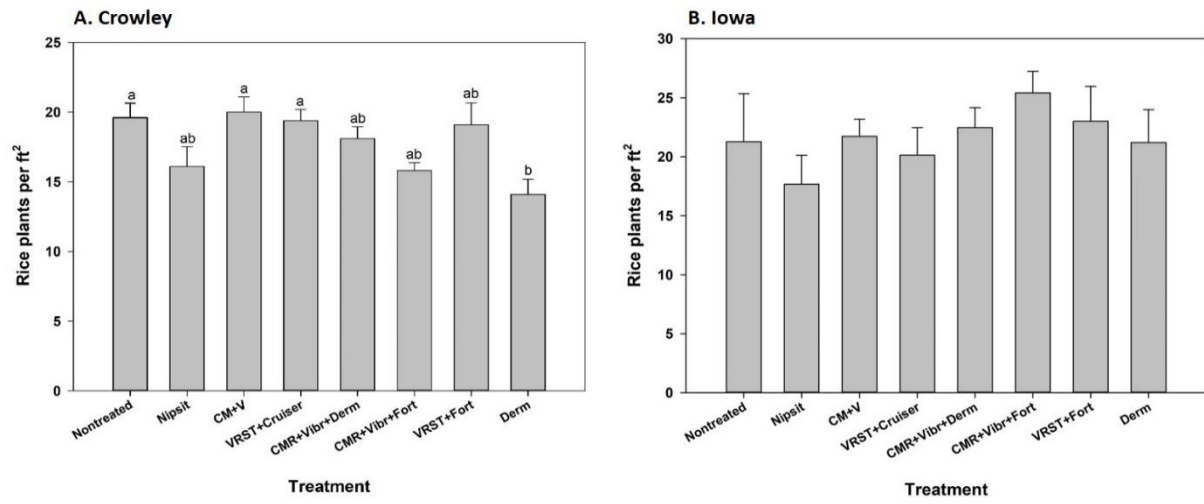 A. Crowley
25
20
15
10
5
0
Rice plants per ft²
a
ab
a
a
ab
ab
ab
b
Nontreated
Nipsit
CM+V
VRST+Cruiser
CMR+Vibr+Derm
CMR+Vibr+Fort
VRST+Fort
Derm
Treatment
B. Iowa
30
25
20
15
10
5
0
Rice plants per ft²
Nontreated
Nipsit
CM+V
VRST+Cruiser
CMR+Vibr+Derm
CMR+Vibr+Fort
VRST+Fort
Derm
Treatment